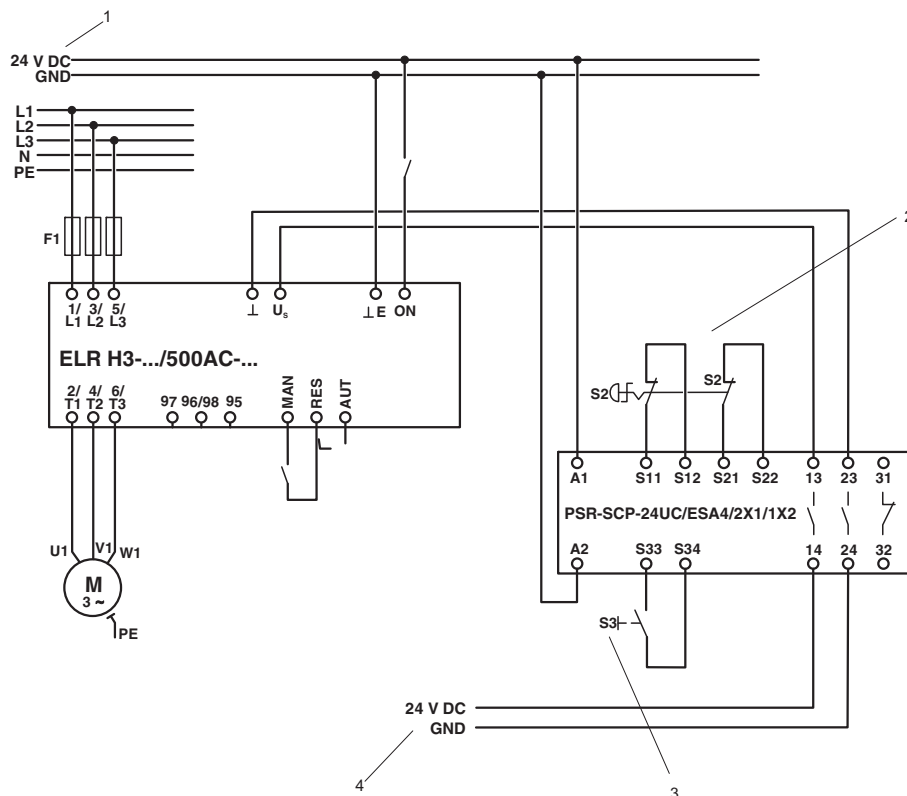 1
24 V DC
GND
L1
L2
L3
N
PE
2
F1
1/ 3/ 5/
L1 L2 L3
⊥ Us ⊥ E ON
ELR H3-.../500AC-...
2/ 4/ 6/
T1 T2 T3
97 96/98 95
MAN RES AUT
S2 S2
A1 S11 S12 S21 S22 13 23 31
PSR-SCP-24UC/ESA4/2X1/1X2
A2 S33 S34 14 24 32
U1 V1 W1
M
3 ~
PE
S3
24 V DC
GND
4
3